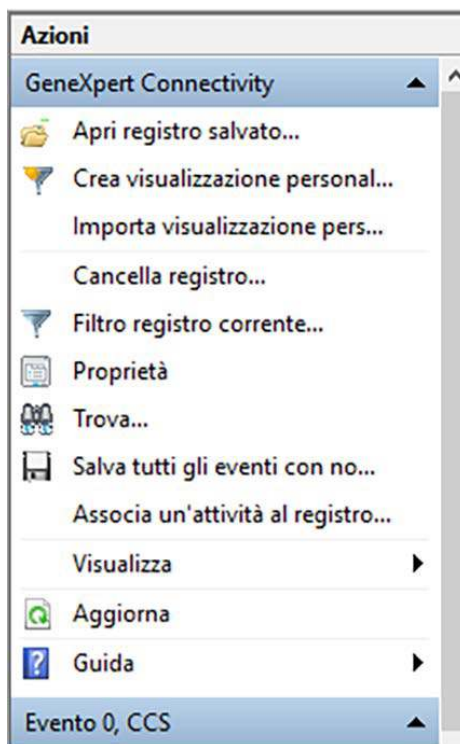 Azioni
GeneXpert Connectivity
Apri registro salvato...
Crea visualizzazione personal...
Importa visualizzazione pers...
Cancella registro...
Filtro registro corrente...
Proprietà
Trova...
Salva tutti gli eventi con no...
Associa un'attività al registro...
Visualizza
Aggiorna
Guida
Evento 0, CCS